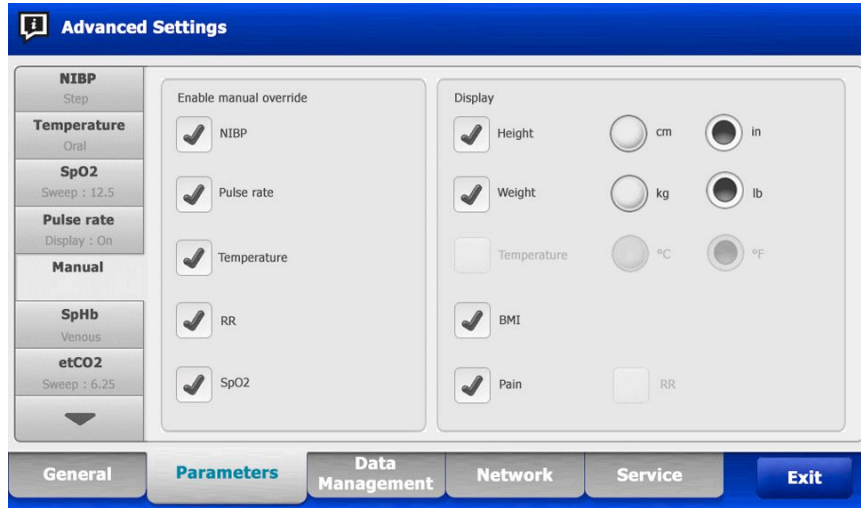 Advanced Settings
NIBP
Step
Temperature
Oral
SpO2
Sweep : 12.5
Pulse rate
Display : On
Manual
SpHb
Venous
etCO2
Sweep : 6.25
Enable manual override
NIBP
Pulse rate
Temperature
RR
SpO2
Display
Height cm in
Weight kg lb
Temperature °C °F
BMI
Pain RR
General
Parameters
Data
Management
Network
Service
Exit